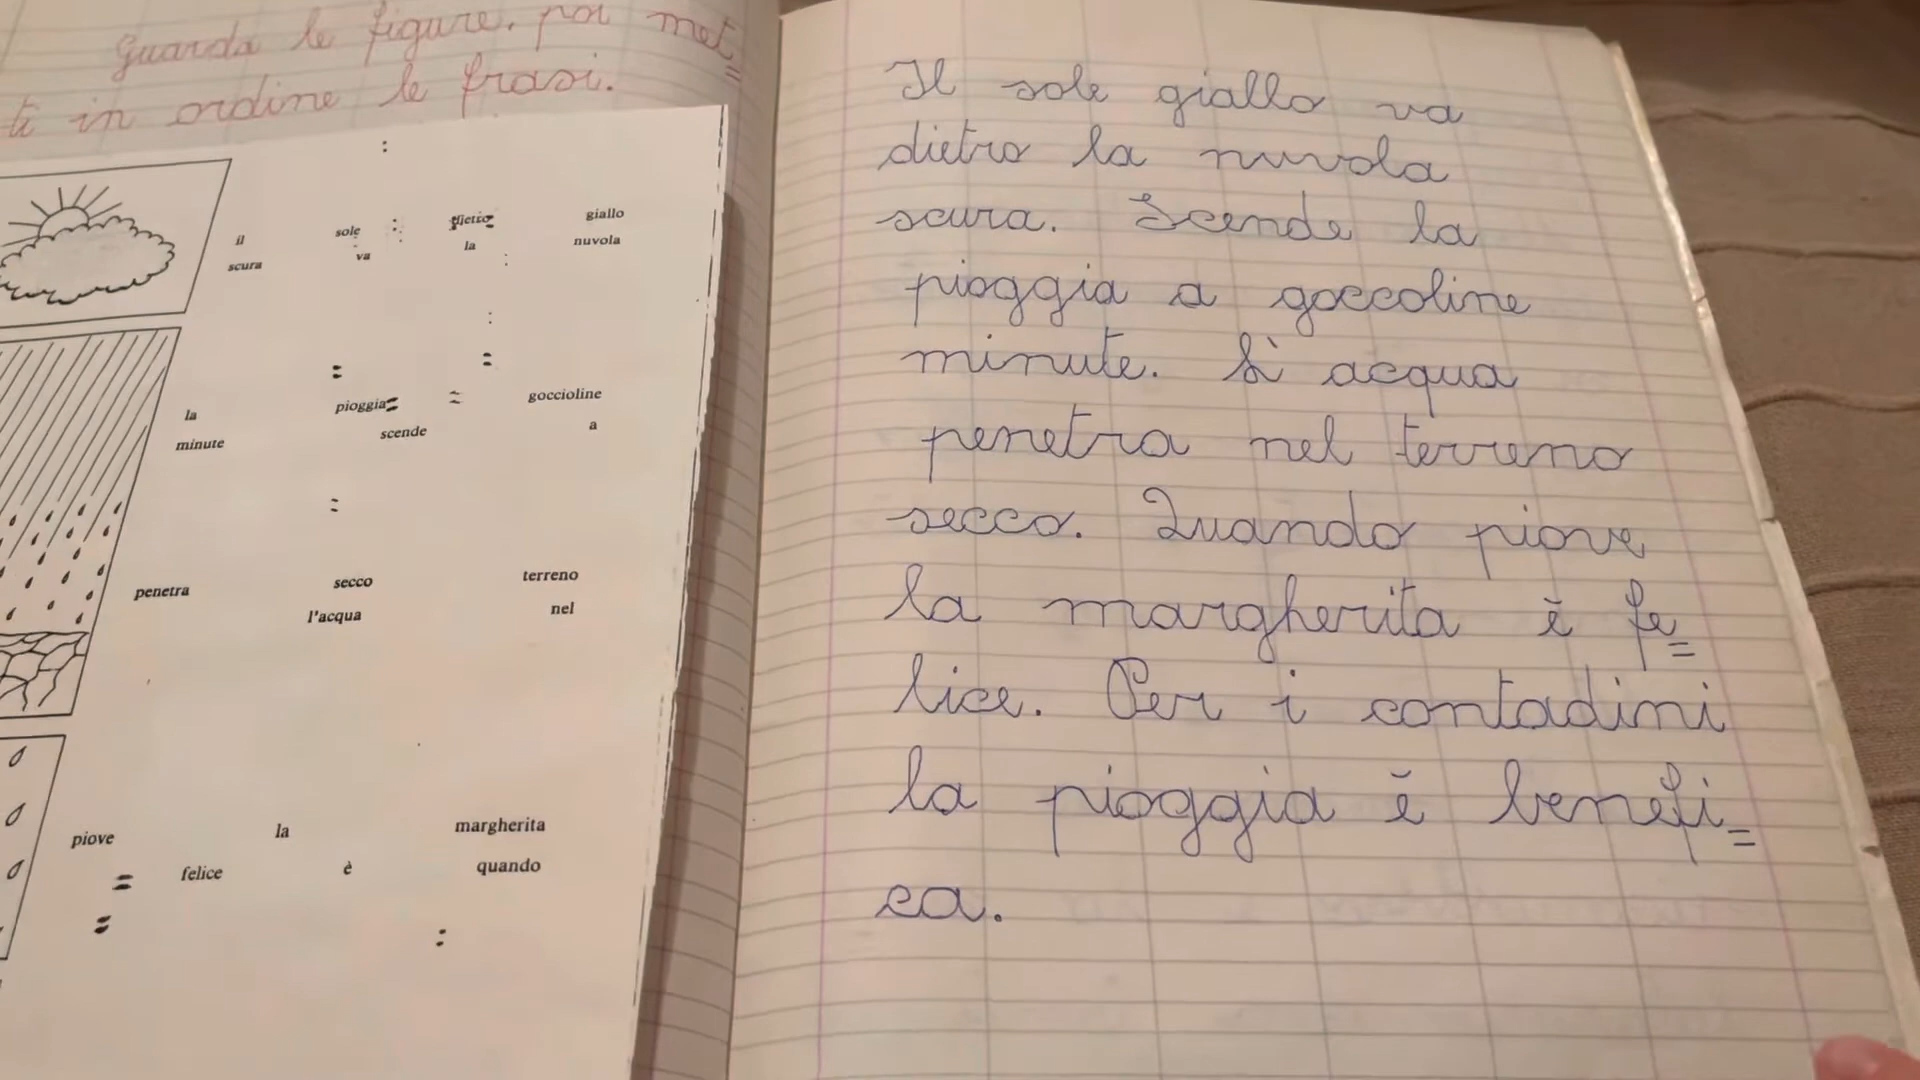 Guarda le figure, poi met=
ti in ordine le frasi.
il sole dietro giallo
scura va la nuvola
la pioggia goccioline
minute scende a
penetra secco terreno
l'acqua nel
piove la margherita
felice è quando
Il sole giallo va
dietro la nuvola
scura. Scende la
pioggia a goccoline
minute. Lì acqua
penetra nel terreno
secco. Quando piove
la margherita è fe=
lice. Per i contadini
la pioggia è benefi=
ca.